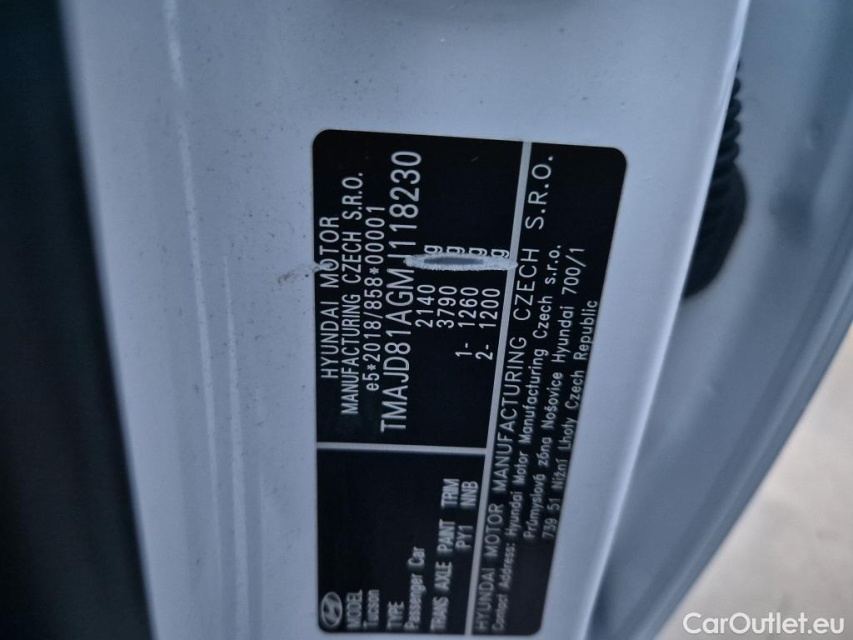 HYUNDAI MOTOR
MANUFACTURING CZECH S.R.O.
e5*2018/858*00001
TMAJD81AGMJ118230
2140
3790
1- 1260
2- 1200
MODEL
Tucson
TYPE
Passenger Car
TRANS AXLE PANT TRIM
PY1 NNB
HYUNDAI MOTOR MANUFACTURING CZECH S.R.O.
Contact Address: Hyundai Motor Manufacturing Czech s.r.o.
Průmyslová zóna Nošovice Hyundai 700/1
739 51 Nižní Lhoty Czech Republic
CarOutlet.eu